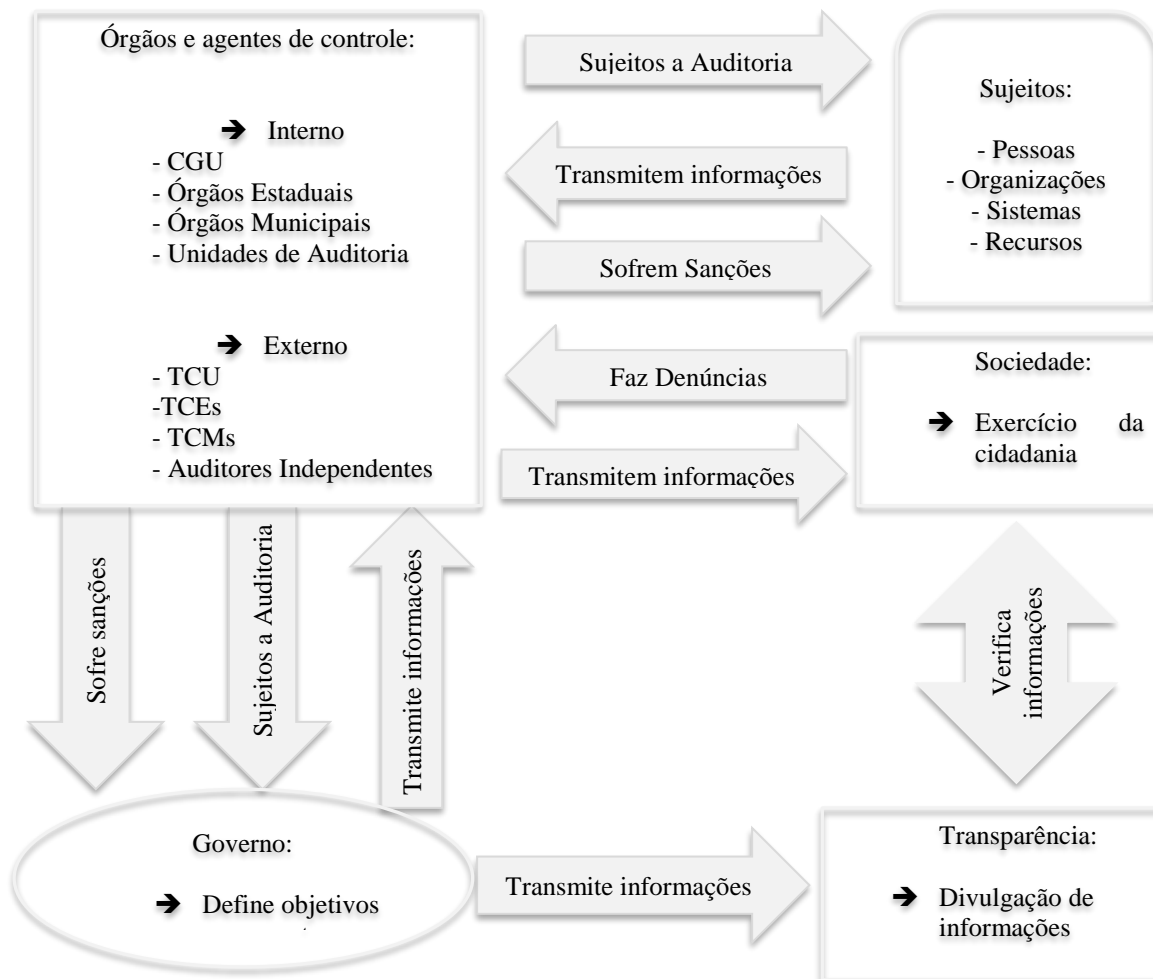 Órgãos e agentes de controle:
➔ Interno
- CGU
- Órgãos Estaduais
- Órgãos Municipais
- Unidades de Auditoria
➔ Externo
- TCU
-TCEs
- TCMs
- Auditores Independentes
Sujeitos a Auditoria
Transmitem informações
Sofrem Sanções
Faz Denúncias
Transmitem informações
Sujeitos:
- Pessoas
- Organizações
- Sistemas
- Recursos
Sociedade:
➔ Exercício da
cidadania
Sofre sanções
Sujeitos a Auditoria
Transmite informações
Verifica
informações
Governo:
➔ Define objetivos
Transmite informações
Transparência:
➔ Divulgação de
informações